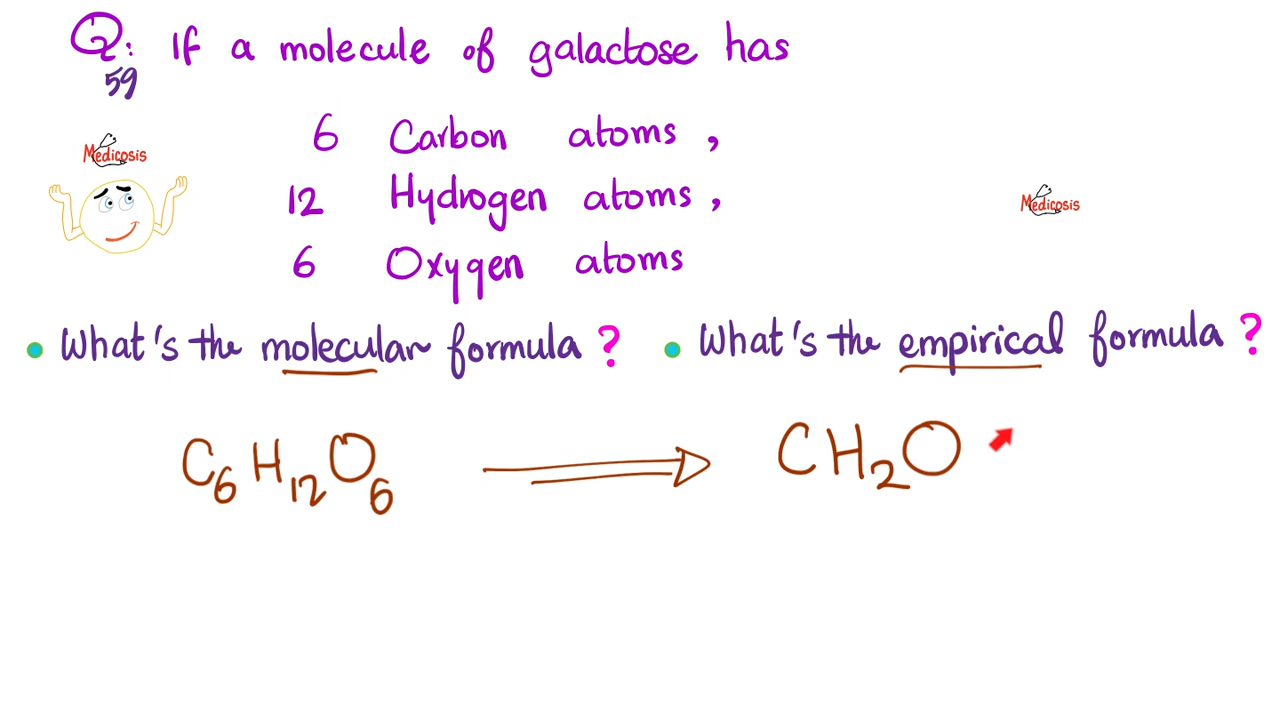 Q: If a molecule of galactose has
59
6 Carbon atoms,
Medicosis
12 Hydrogen atoms,
Medicosis
6 Oxygen atoms
• What's the molecular formula ?
• What's the empirical formula ?
C6H12O6
CH2O